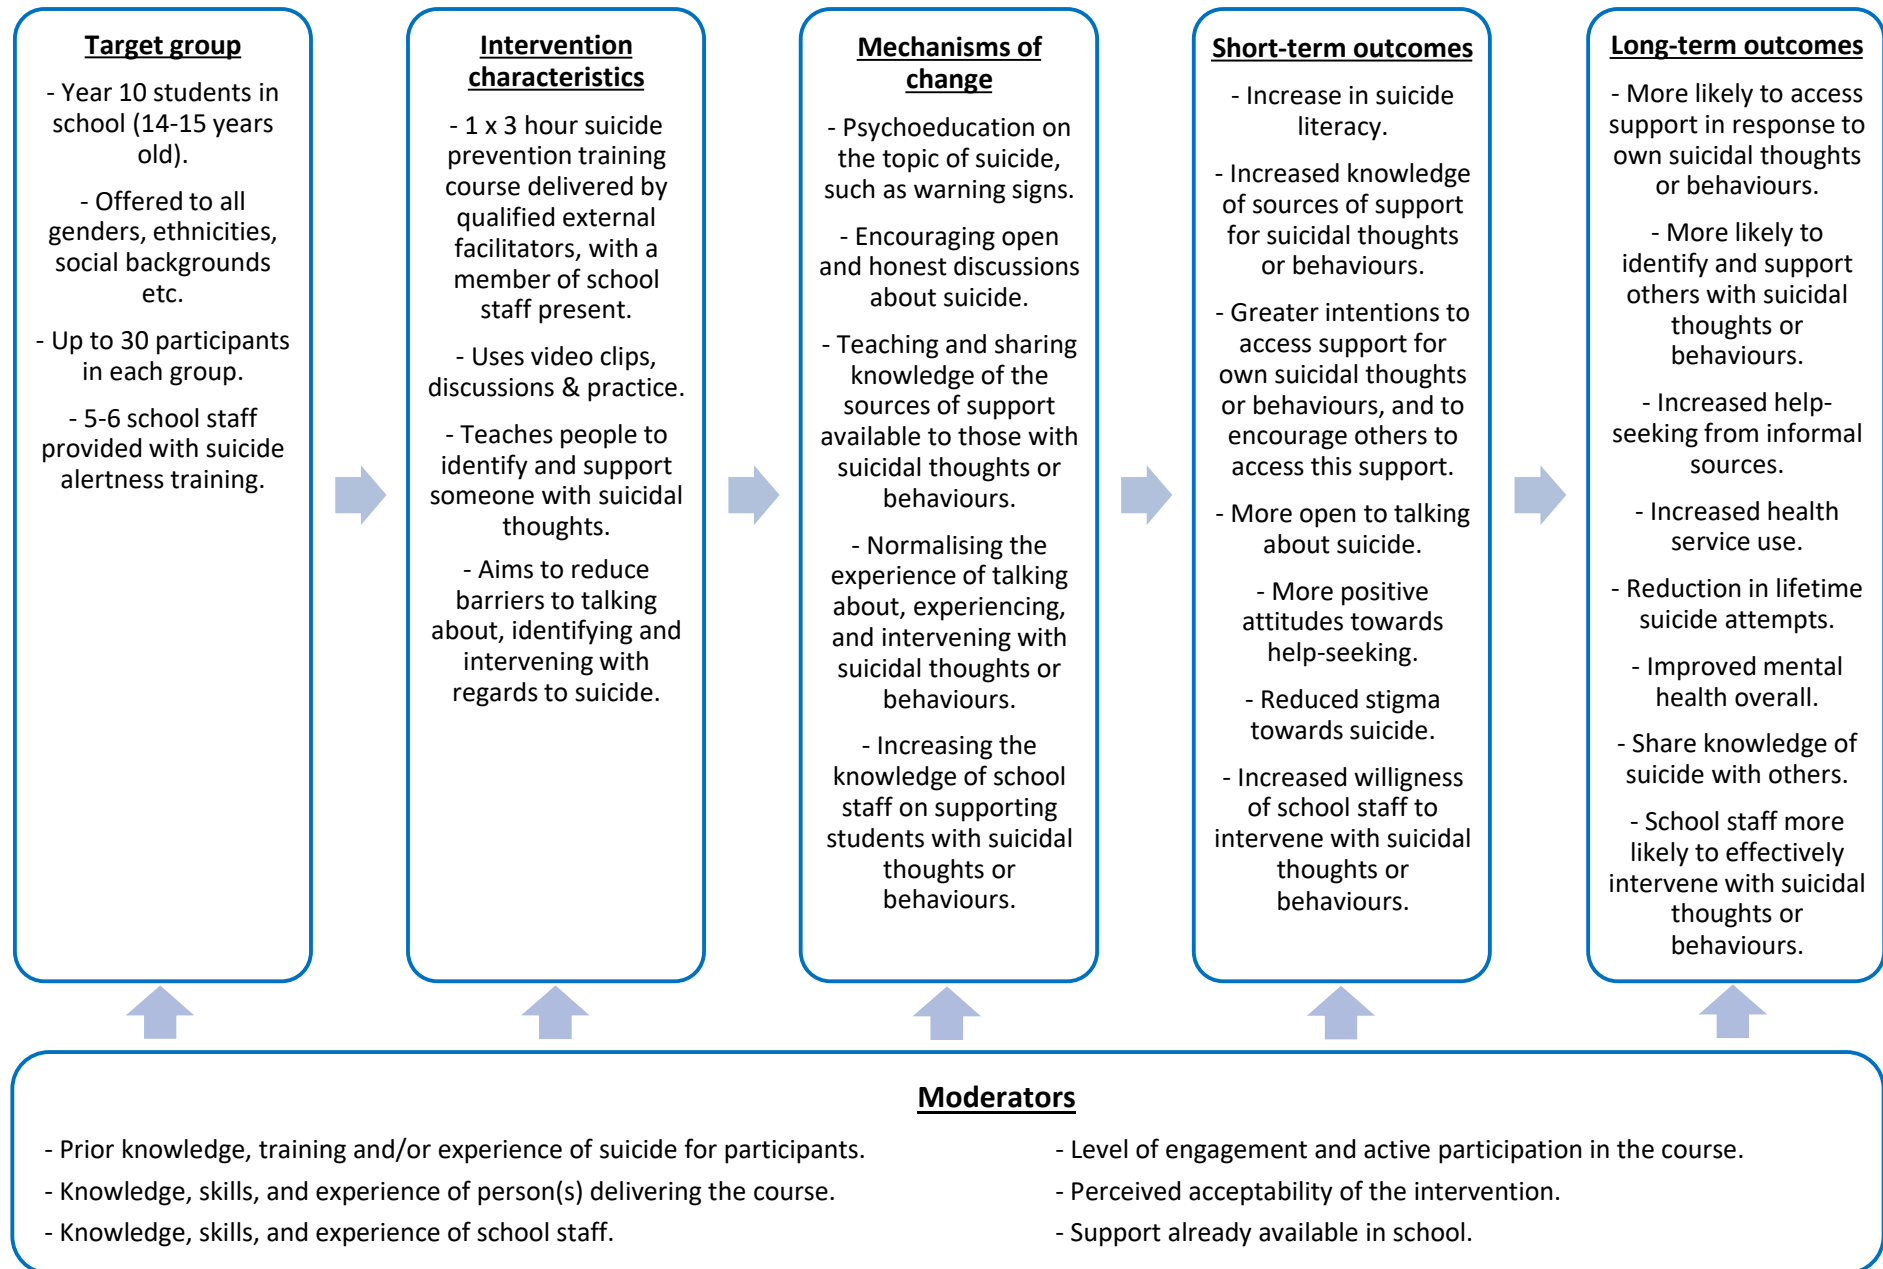 Target group
- Year 10 students in
school (14-15 years
old).
- Offered to all
genders, ethnicities,
social backgrounds
etc.
- Up to 30 participants
in each group.
- 5-6 school staff
provided with suicide
alertness training.
Intervention
characteristics
- 1 x 3 hour suicide
prevention training
course delivered by
qualified external
facilitators, with a
member of school
staff present.
- Uses video clips,
discussions & practice.
- Teaches people to
identify and support
someone with suicidal
thoughts.
- Aims to reduce
barriers to talking
about, identifying and
intervening with
regards to suicide.
Mechanisms of
change
- Psychoeducation on
the topic of suicide,
such as warning signs.
- Encouraging open
and honest discussions
about suicide.
- Teaching and sharing
knowledge of the
sources of support
available to those with
suicidal thoughts or
behaviours.
- Normalising the
experience of talking
about, experiencing,
and intervening with
suicidal thoughts or
behaviours.
- Increasing the
knowledge of school
staff on supporting
students with suicidal
thoughts or
behaviours.
Short-term outcomes
- Increase in suicide
literacy.
- Increased knowledge
of sources of support
for suicidal thoughts
or behaviours.
- Greater intentions to
access support for
own suicidal thoughts
or behaviours, and to
encourage others to
access this support.
- More open to talking
about suicide.
- More positive
attitudes towards
help-seeking.
- Reduced stigma
towards suicide.
- Increased willigness
of school staff to
intervene with suicidal
thoughts or
behaviours.
Long-term outcomes
- More likely to access
support in response to
own suicidal thoughts
or behaviours.
- More likely to
identify and support
others with suicidal
thoughts or
behaviours.
- Increased help-
seeking from informal
sources.
- Increased health
service use.
- Reduction in lifetime
suicide attempts.
- Improved mental
health overall.
- Share knowledge of
suicide with others.
- School staff more
likely to effectively
intervene with suicidal
thoughts or
behaviours.
Moderators
- Prior knowledge, training and/or experience of suicide for participants.
- Knowledge, skills, and experience of person(s) delivering the course.
- Knowledge, skills, and experience of school staff.
- Level of engagement and active participation in the course.
- Perceived acceptability of the intervention.
- Support already available in school.